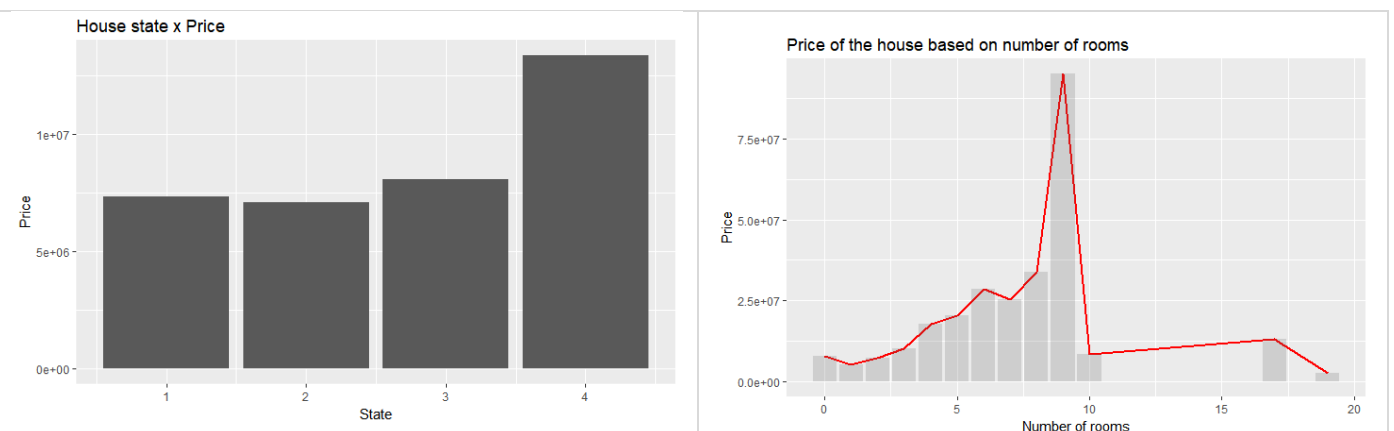 House state x Price
Price
1e+07
5e+06
0e+00
1
2
3
4
State
Price of the house based on number of rooms
Price
7.5e+07
5.0e+07
2.5e+07
0.0e+00
0
5
10
15
20
Number of rooms